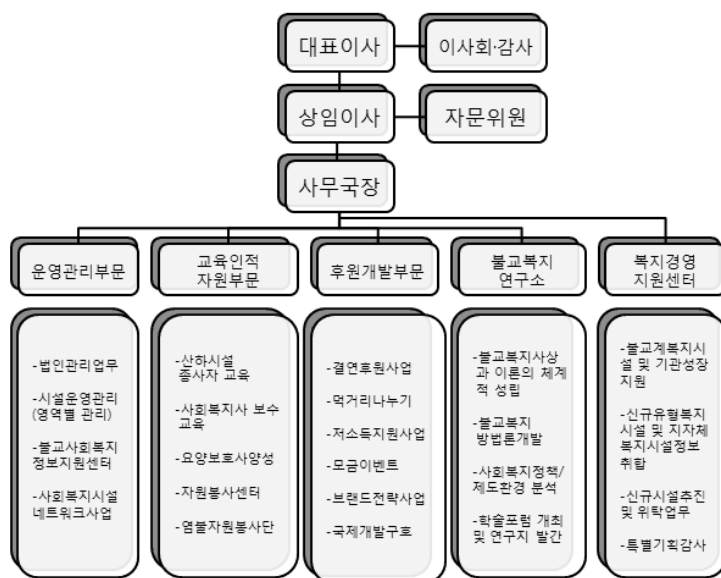 대표이사
이사회·감사
상임이사
자문위원
사무국장
운영관리부문
교육인적
자원부문
후원개발부문
불교복지
연구소
복지경영
지원센터
-법인관리업무
-시설운영관리
(영역별 관리)
-불교사회복지
정보지원센터
-사회복지시설
네트워크사업
-산하시설
종사자 교육
-사회복지사 보수
교육
-요양보호사양성
-자원봉사센터
-염불자원봉사단
-결연후원사업
-먹거리나누기
-저소득지원사업
-모금이벤트
-브랜드전략사업
-국제개발구호
-불교복지사상
과 이론의 체계
적 성립
-불교복지
방법론개발
-사회복지정책/
제도환경 분석
-학술포럼 개최
및 연구지 발간
-불교계복지시
설 및 기관성장
지원
-신규유형복지
시설 및 지자체
복지시설정보
취합
-신규시설추진
및 위탁업무
-특별기획감사